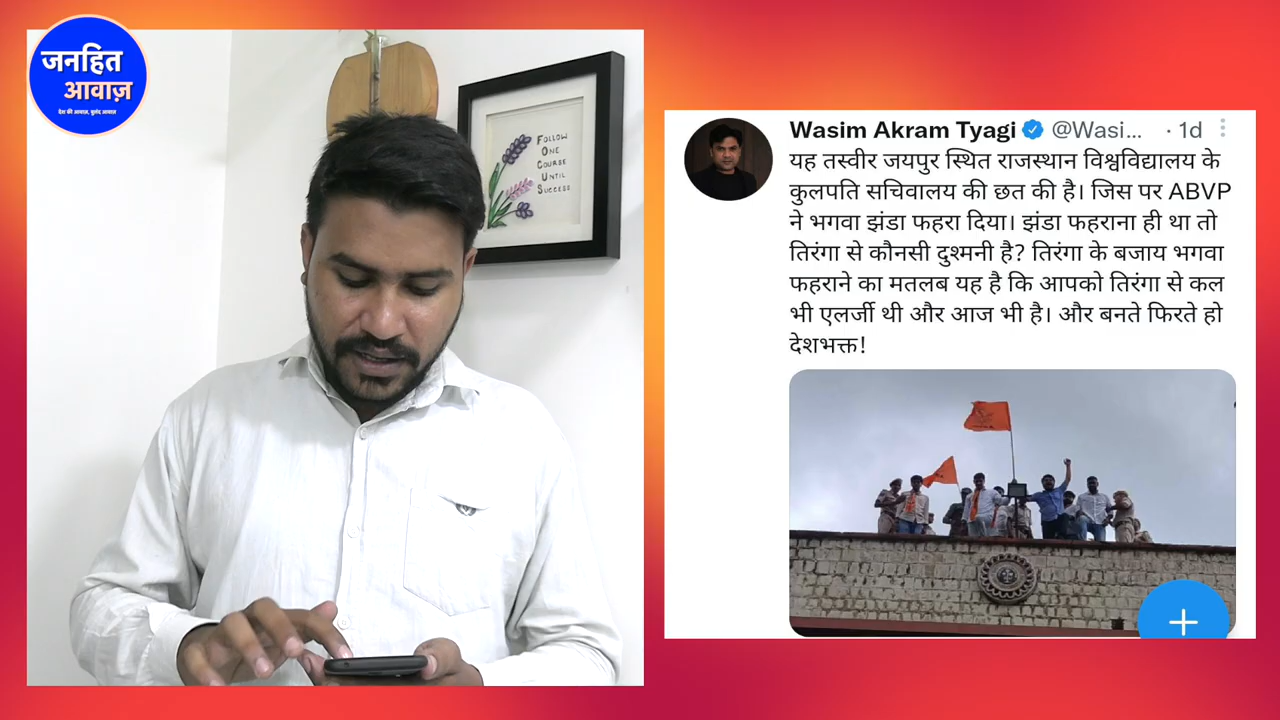 जनहित
आवाज़
देश की आवाज़, बुलंद आवाज़
FOLLOW
ONE
COURSE
UNTIL
SUCCESS
Wasim Akram Tyagi @Wasi... · 1d
यह तस्वीर जयपुर स्थित राजस्थान विश्वविद्यालय के
कुलपति सचिवालय की छत की है। जिस पर ABVP
ने भगवा झंडा फहरा दिया। झंडा फहराना ही था तो
तिरंगा से कौनसी दुश्मनी है? तिरंगा के बजाय भगवा
फहराने का मतलब यह है कि आपको तिरंगा से कल
भी एलर्जी थी और आज भी है। और बनते फिरते हो
देशभक्त!